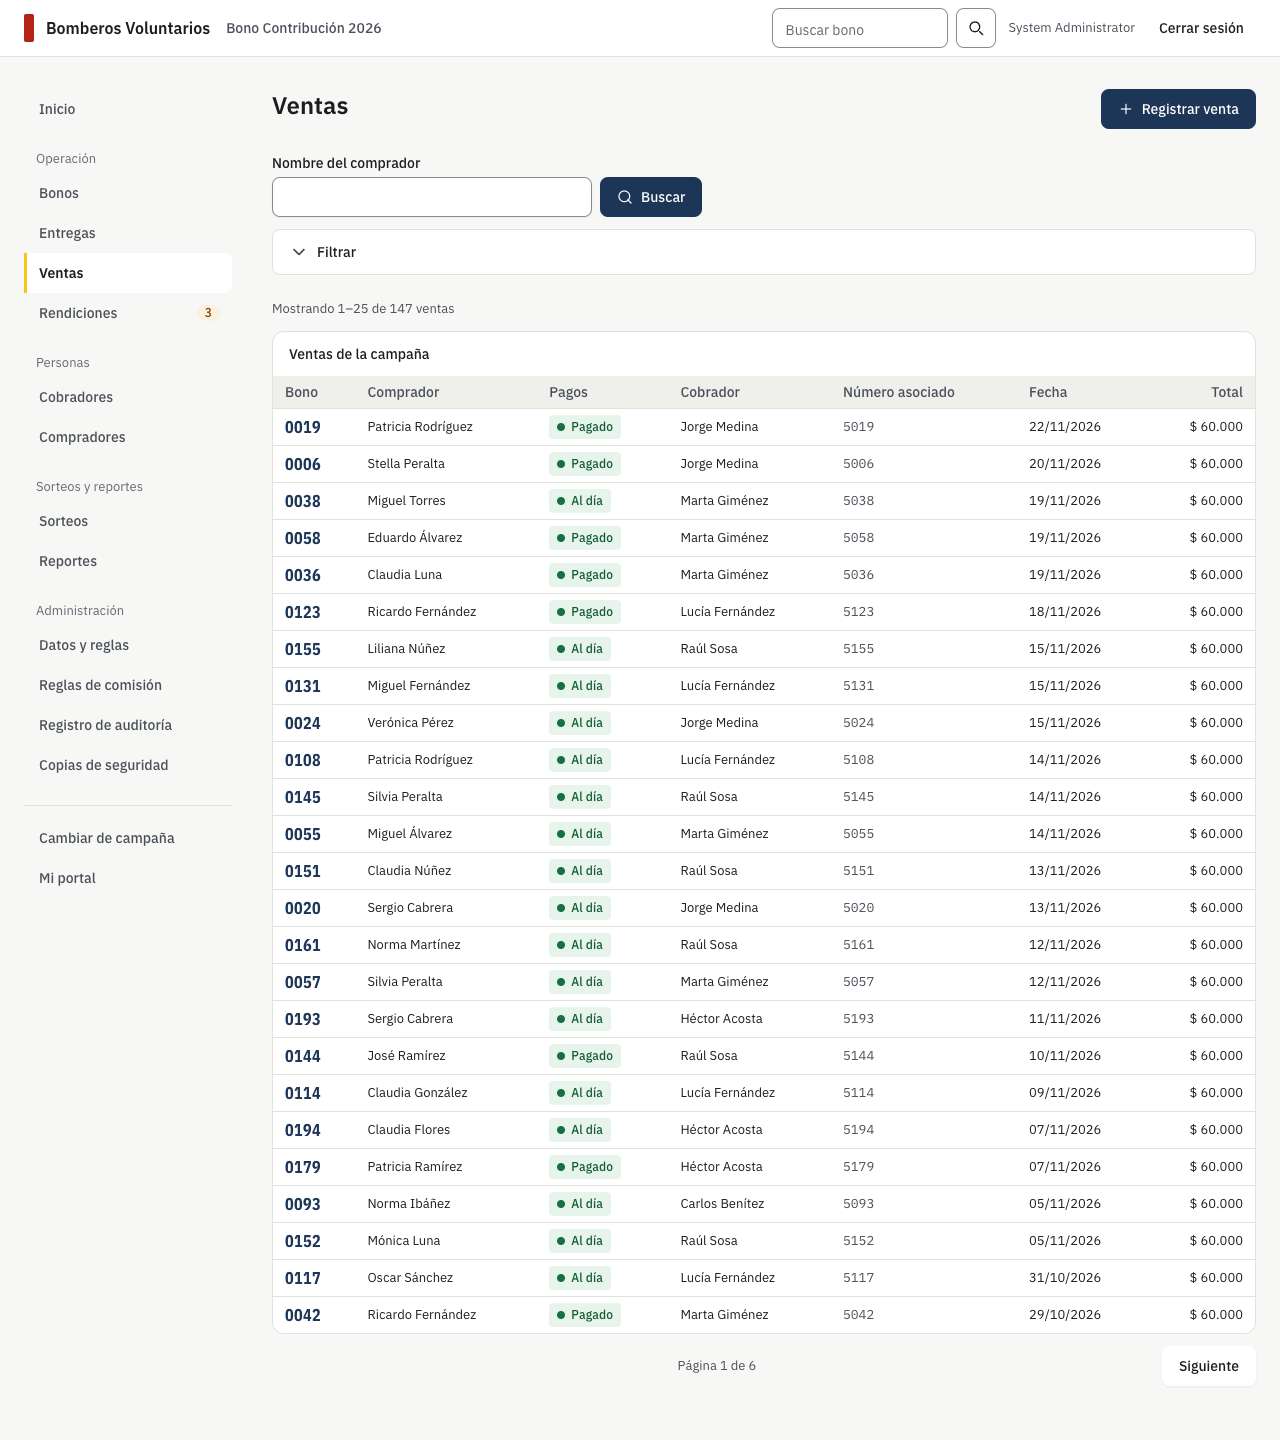 Bomberos Voluntarios Bono Contribución 2026 Buscar bono System Administrator Cerrar sesión
Inicio
Operación
Bonos
Entregas
Ventas
Rendiciones 3
Personas
Cobradores
Compradores
Sorteos y reportes
Sorteos
Reportes
Administración
Datos y reglas
Reglas de comisión
Registro de auditoría
Copias de seguridad
Cambiar de campaña
Mi portal
Ventas
Registrar venta
Nombre del comprador
Buscar
Filtrar
Mostrando 1–25 de 147 ventas
Ventas de la campaña
Bono Comprador Pagos Cobrador Número asociado Fecha Total
0019 Patricia Rodríguez Pagado Jorge Medina 5019 22/11/2026 $ 60.000
0006 Stella Peralta Pagado Jorge Medina 5006 20/11/2026 $ 60.000
0038 Miguel Torres Al día Marta Giménez 5038 19/11/2026 $ 60.000
0058 Eduardo Álvarez Pagado Marta Giménez 5058 19/11/2026 $ 60.000
0036 Claudia Luna Pagado Marta Giménez 5036 19/11/2026 $ 60.000
0123 Ricardo Fernández Pagado Lucía Fernández 5123 18/11/2026 $ 60.000
0155 Liliana Núñez Al día Raúl Sosa 5155 15/11/2026 $ 60.000
0131 Miguel Fernández Al día Lucía Fernández 5131 15/11/2026 $ 60.000
0024 Verónica Pérez Al día Jorge Medina 5024 15/11/2026 $ 60.000
0108 Patricia Rodríguez Al día Lucía Fernández 5108 14/11/2026 $ 60.000
0145 Silvia Peralta Al día Raúl Sosa 5145 14/11/2026 $ 60.000
0055 Miguel Álvarez Al día Marta Giménez 5055 14/11/2026 $ 60.000
0151 Claudia Núñez Al día Raúl Sosa 5151 13/11/2026 $ 60.000
0020 Sergio Cabrera Al día Jorge Medina 5020 13/11/2026 $ 60.000
0161 Norma Martínez Al día Raúl Sosa 5161 12/11/2026 $ 60.000
0057 Silvia Peralta Al día Marta Giménez 5057 12/11/2026 $ 60.000
0193 Sergio Cabrera Al día Héctor Acosta 5193 11/11/2026 $ 60.000
0144 José Ramírez Pagado Raúl Sosa 5144 10/11/2026 $ 60.000
0114 Claudia González Al día Lucía Fernández 5114 09/11/2026 $ 60.000
0194 Claudia Flores Al día Héctor Acosta 5194 07/11/2026 $ 60.000
0179 Patricia Ramírez Pagado Héctor Acosta 5179 07/11/2026 $ 60.000
0093 Norma Ibáñez Al día Carlos Benítez 5093 05/11/2026 $ 60.000
0152 Mónica Luna Al día Raúl Sosa 5152 05/11/2026 $ 60.000
0117 Oscar Sánchez Al día Lucía Fernández 5117 31/10/2026 $ 60.000
0042 Ricardo Fernández Pagado Marta Giménez 5042 29/10/2026 $ 60.000
Página 1 de 6 Siguiente